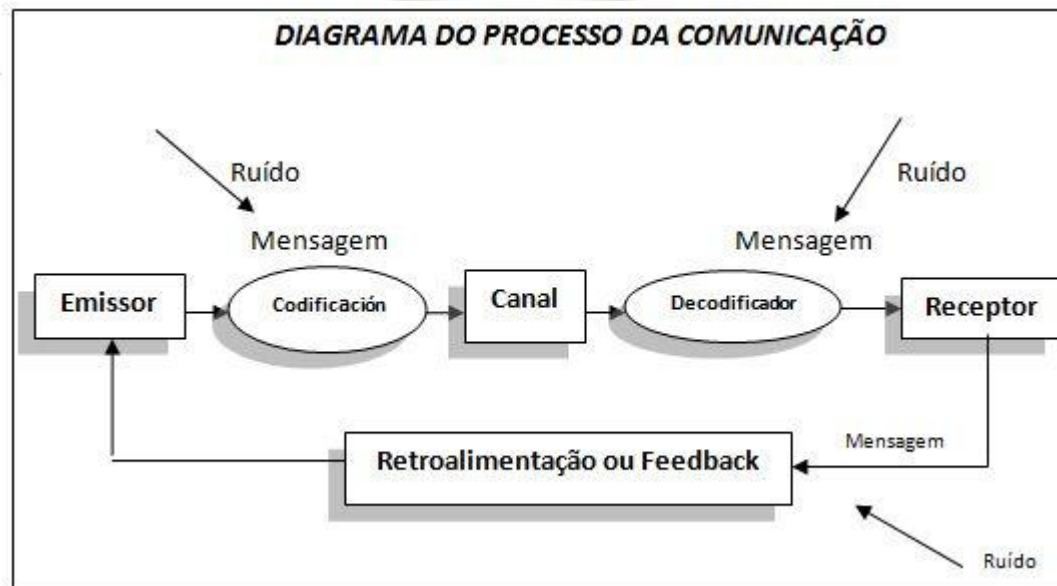 DIAGRAMA DO PROCESSO DA COMUNICAÇÃO
Ruído
Ruído
Mensagem
Mensagem
Emissor
Codificación
Canal
Decodificador
Receptor
Mensagem
Retroalimentação ou Feedback
Ruído